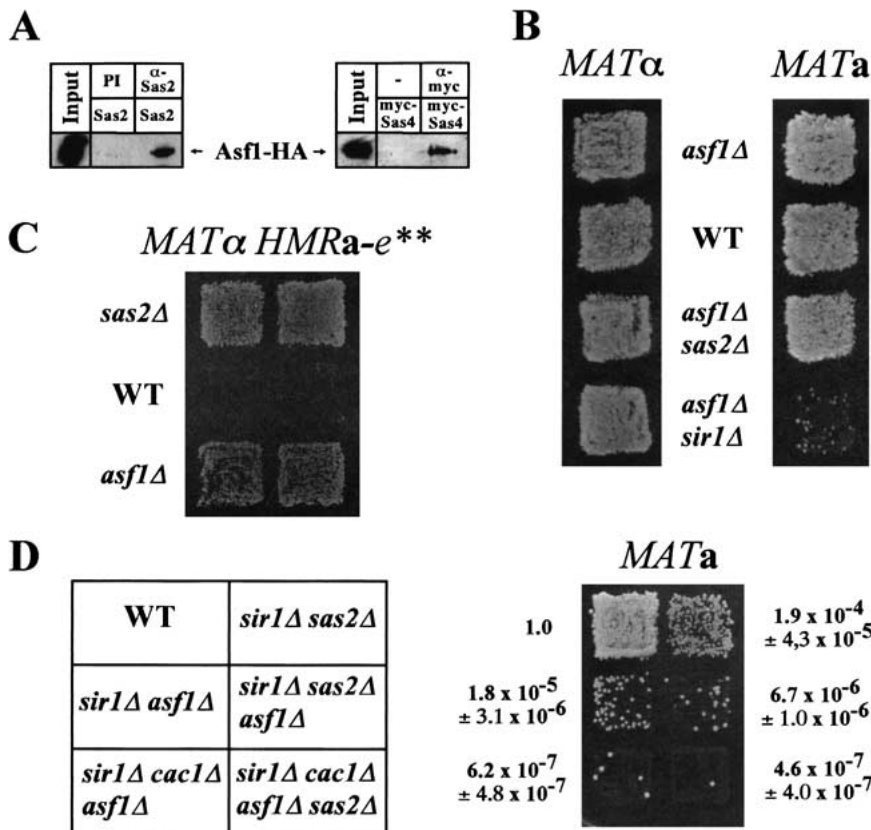 A
Input
PI
α-Sas2
Sas2
Sas2
← Asf1-HA →
Input
-
α-myc
myc-Sas4
myc-Sas4
B
MATα
MATa
asf1Δ
WT
asf1Δ
sas2Δ
asf1Δ
sir1Δ
C
MATα HMRa-e**
sas2Δ
WT
asf1Δ
D
WT
sir1Δ sas2Δ
sir1Δ asf1Δ
sir1Δ sas2Δ
asf1Δ
sir1Δ cac1Δ
asf1Δ
sir1Δ cac1Δ
asf1Δ sas2Δ
MATa
1.0
1.9 x 10-4
± 4,3 x 10-5
1.8 x 10-5
± 3.1 x 10-6
6.7 x 10-6
± 1.0 x 10-6
6.2 x 10-7
± 4.8 x 10-7
4.6 x 10-7
± 4.0 x 10-7